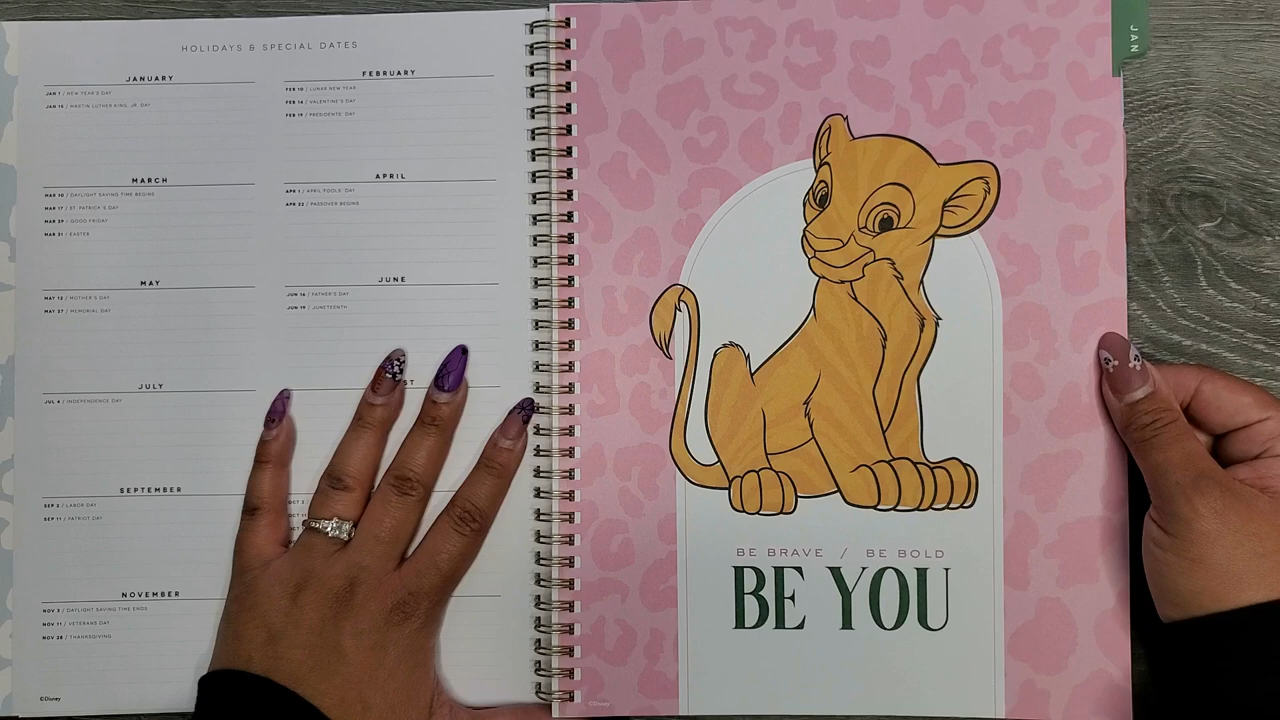 HOLIDAYS & SPECIAL DATES
JANUARY
JAN 1 / NEW YEAR'S DAY
JAN 15 / MARTIN LUTHER KING, JR. DAY
FEBRUARY
FEB 10 / LUNAR NEW YEAR
FEB 14 / VALENTINE'S DAY
FEB 19 / PRESIDENTS' DAY
MARCH
MAR 10 / DAYLIGHT SAVING TIME BEGINS
MAR 17 / ST. PATRICK'S DAY
MAR 29 / GOOD FRIDAY
MAR 31 / EASTER
APRIL
APR 1 / APRIL FOOLS' DAY
APR 22 / PASSOVER BEGINS
MAY
MAY 12 / MOTHER'S DAY
MAY 27 / MEMORIAL DAY
JUNE
JUN 16 / FATHER'S DAY
JUN 19 / JUNETEENTH
JULY
JUL 4 / INDEPENDENCE DAY
ST
SEPTEMBER
SEP 2 / LABOR DAY
SEP 11 / PATRIOT DAY
OCT
OCT
OCT
NOVEMBER
NOV 3 / DAYLIGHT SAVING TIME ENDS
NOV 11 / VETERANS DAY
NOV 28 / THANKSGIVING
©Disney
JAN
BE BRAVE / BE BOLD
BE YOU
©Disney